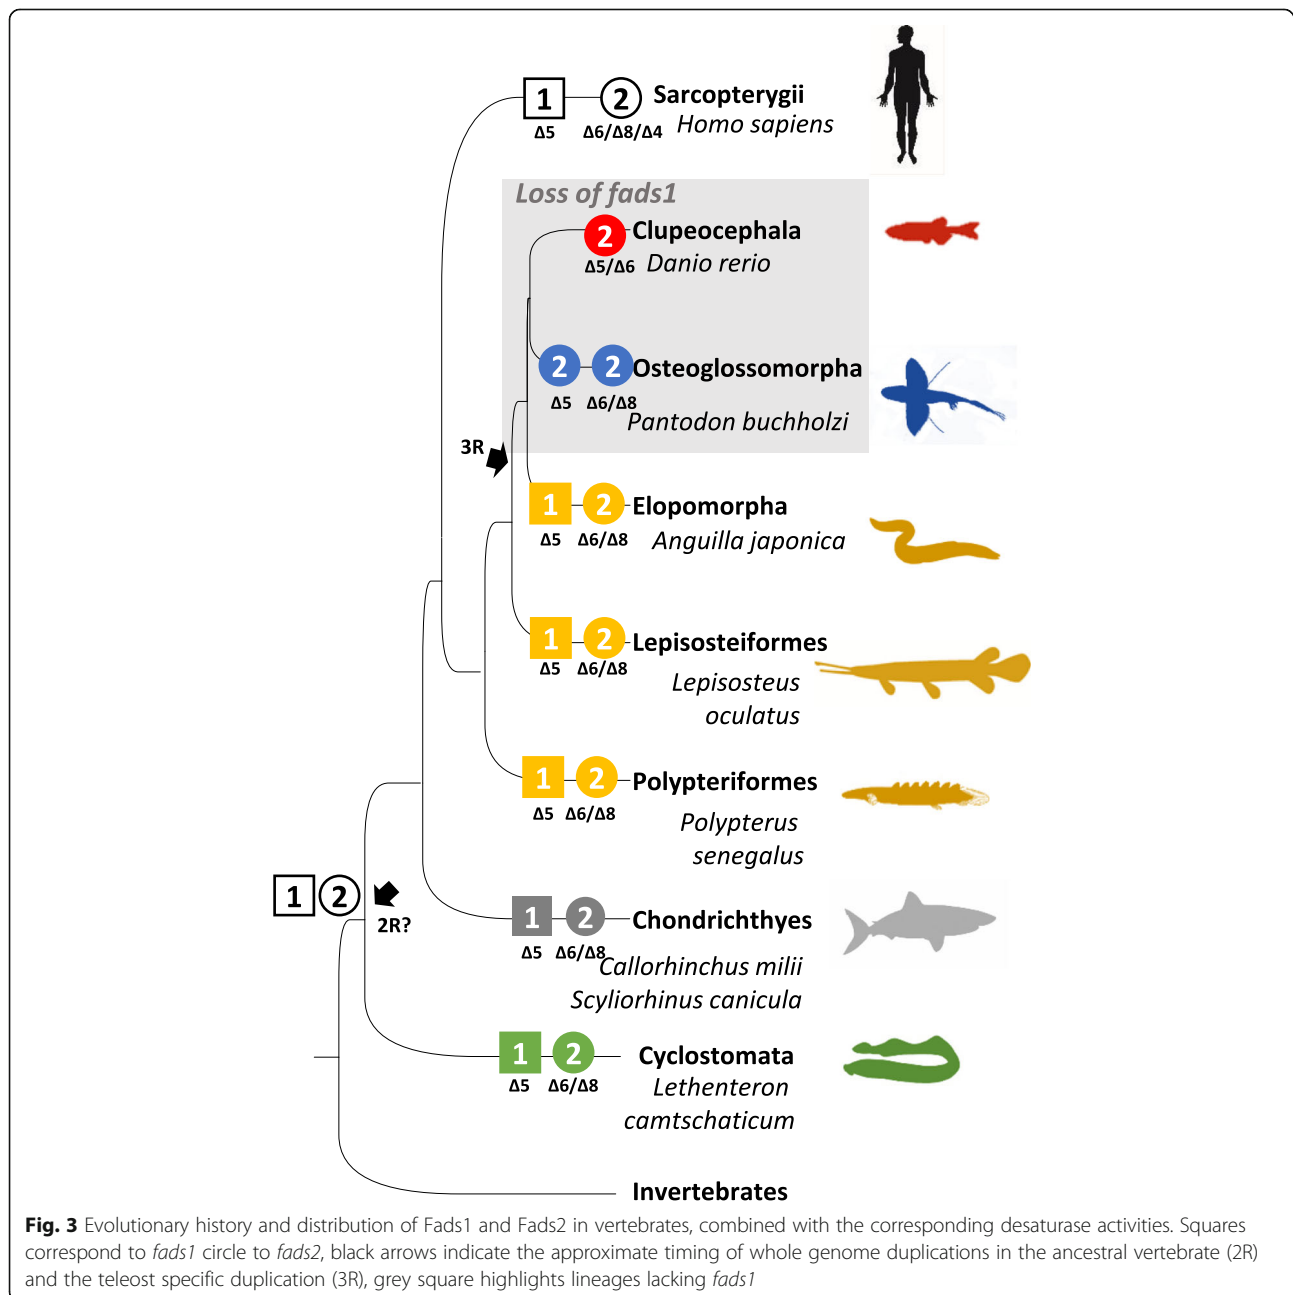 1 2 Sarcopterygii
Δ5 Δ6/Δ8/Δ4 Homo sapiens
Loss of fads1
2 Clupeocephala
Δ5/Δ6 Danio rerio
2 2 Osteoglossomorpha
Δ5 Δ6/Δ8
Pantodon buchholzi
3R
1 2 Elopomorpha
Δ5 Δ6/Δ8 Anguilla japonica
1 2 Lepisosteiformes
Δ5 Δ6/Δ8
Lepisosteus
oculatus
1 2 Polypteriformes
Δ5 Δ6/Δ8
Polypterus
senegalus
1 2
2R?
1 2 Chondrichthyes
Δ5 Δ6/Δ8
Callorhinchus milii
Scyliorhinus canicula
1 2 Cyclostomata
Δ5 Δ6/Δ8
Lethenteron
camtschaticum
Invertebrates
Fig. 3 Evolutionary history and distribution of Fads1 and Fads2 in vertebrates, combined with the corresponding desaturase activities. Squares
correspond to fads1 circle to fads2, black arrows indicate the approximate timing of whole genome duplications in the ancestral vertebrate (2R)
and the teleost specific duplication (3R), grey square highlights lineages lacking fads1